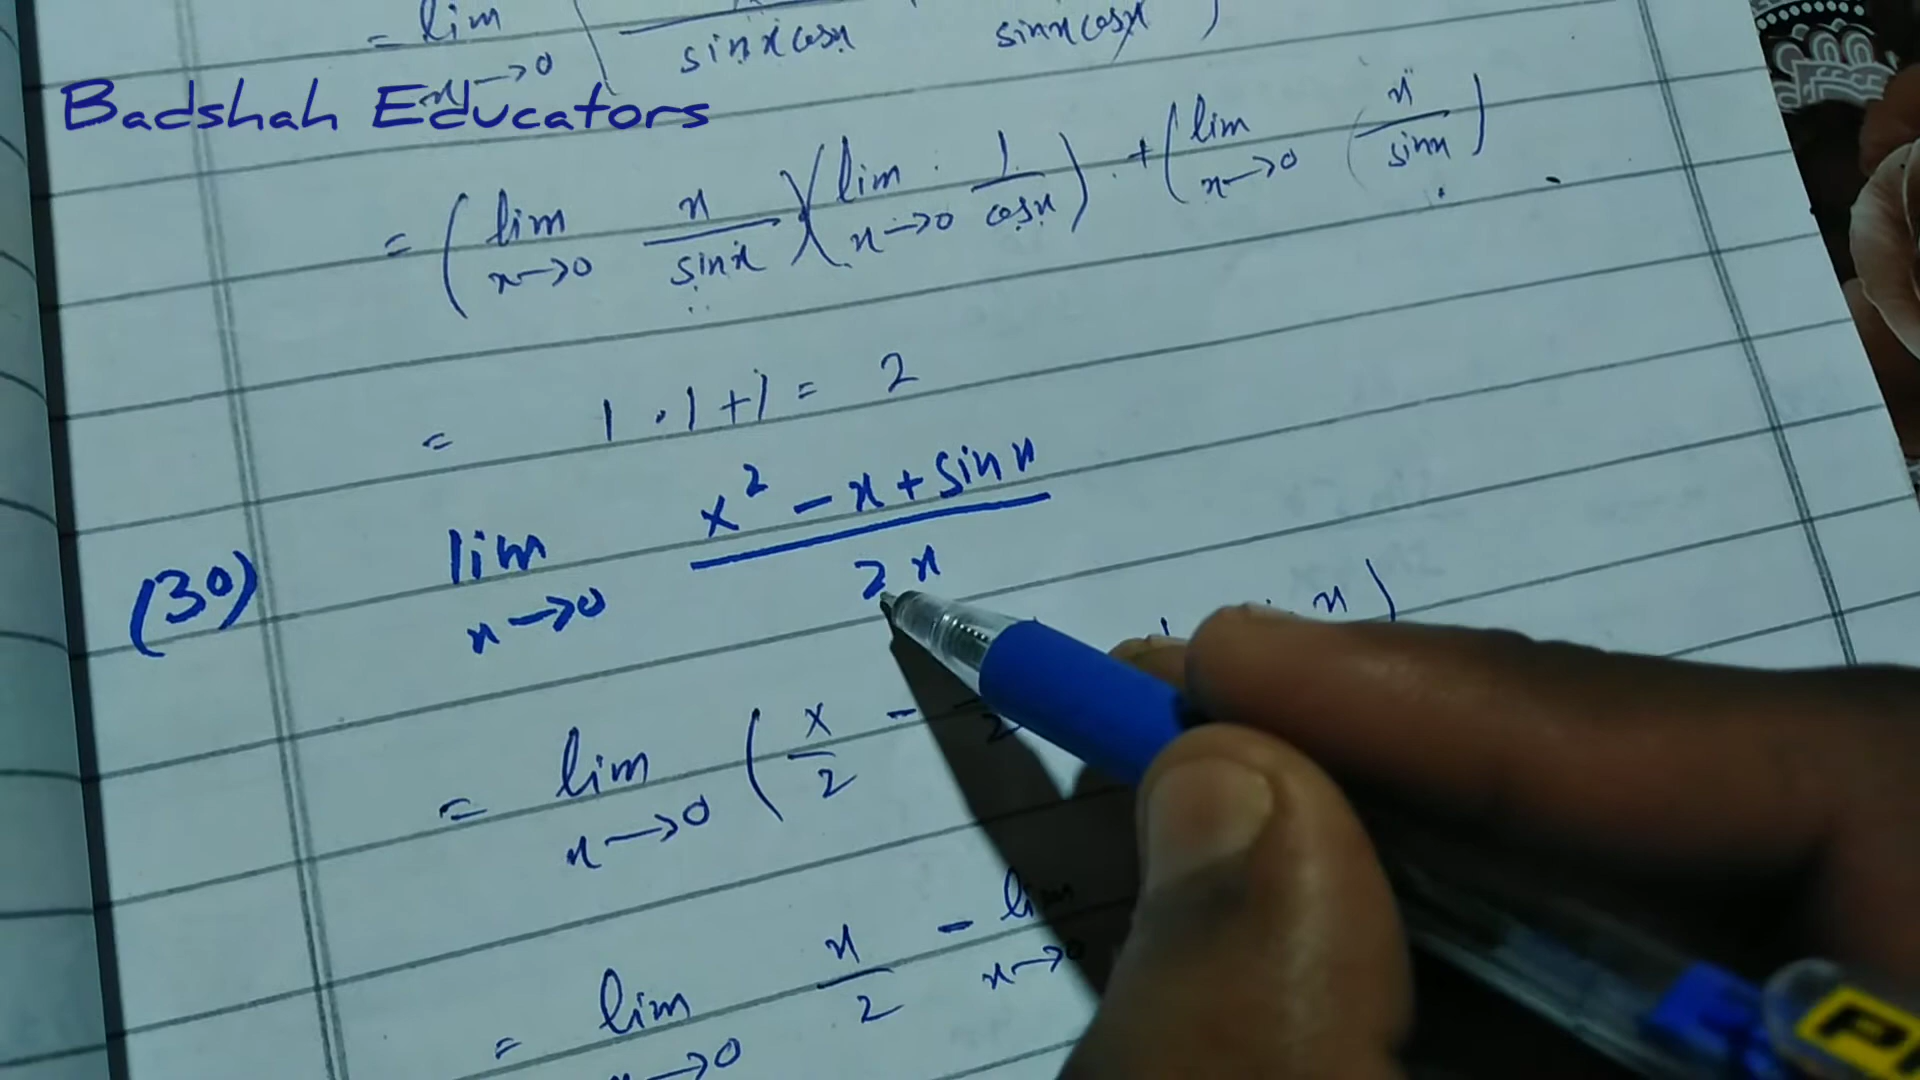 = lim x→0 ( sinx cosx sinx cosx )
Badshah Educators
= ( lim x→0 x/sinx )( lim x→0 1/cosx ) + ( lim x→0 ( x/sinx )
= 1 . 1 + 1 = 2
(30) lim x→0 x² - x + sin x / 2x
= lim x→0 ( x/2 - 2 x )
= lim x→0 x/2 - lim x→0